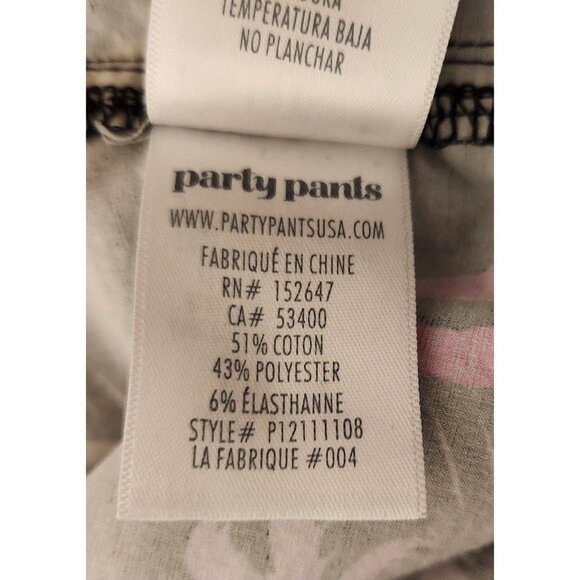 TEMPERATURA BAJA
NO PLANCHAR
party pants
WWW.PARTYPANTSUSA.COM
FABRIQUÉ EN CHINE
RN# 152647
CA# 53400
51% COTON
43% POLYESTER
6% ÉLASTHANNE
STYLE# P12111108
LA FABRIQUE #004